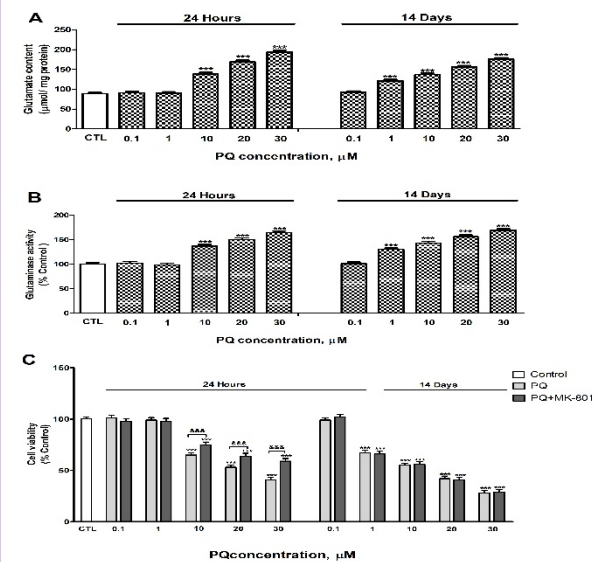 A
24 Hours 14 Days
Glutamate content
(µmol/ mg protein)
250
200
150
100
50
0
*** *** *** *** *** *** ***
CTL 0.1 1 10 20 30 0.1 1 10 20 30
PQ concentration, µM
B
24 Hours 14 Days
Glutaminase activity
(% Control)
200
150
100
50
0
*** *** *** *** *** *** ***
CTL 0.1 1 10 20 30 0.1 1 10 20 30
PQ concentration, µM
C
Control
PQ
PQ+MK-801
24 Hours 14 Days
Cell viability
(% Control)
150
100
50
0
&&& &&& &&&
*** *** *** *** *** *** *** *** *** *** *** *** *** ***
CTL 0.1 1 10 20 30 0.1 1 10 20 30
PQconcentration, µM